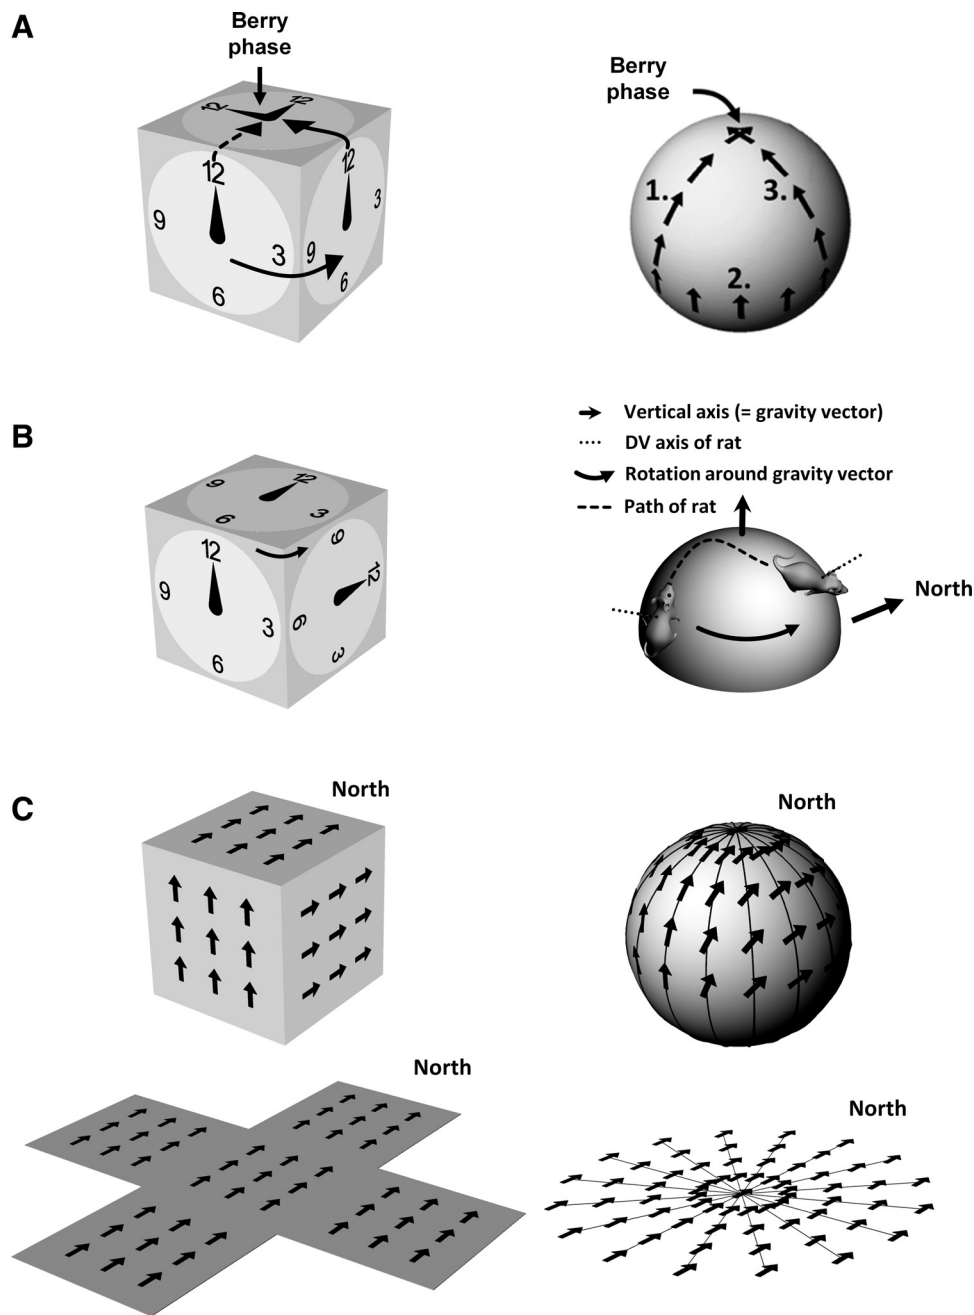 A
Berry
phase
12
12
12
9
3
6
12
3
9
6
Berry
phase
1.
3.
2.
B
9
12
6
3
12
9
3
6
9
12
6
3
Vertical axis (= gravity vector)
DV axis of rat
Rotation around gravity vector
Path of rat
North
C
North
North
North
North